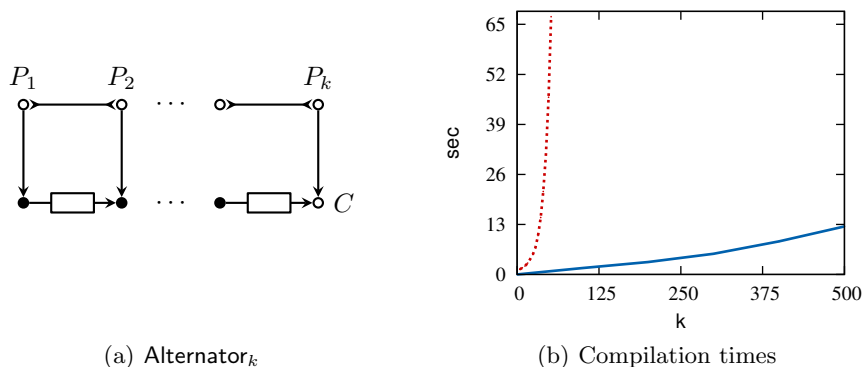 P1 P2 · · · Pk
· · · C
(a) Alternatork
65
52
39
26
13
0
sec
0 125 250 375 500
k
(b) Compilation times